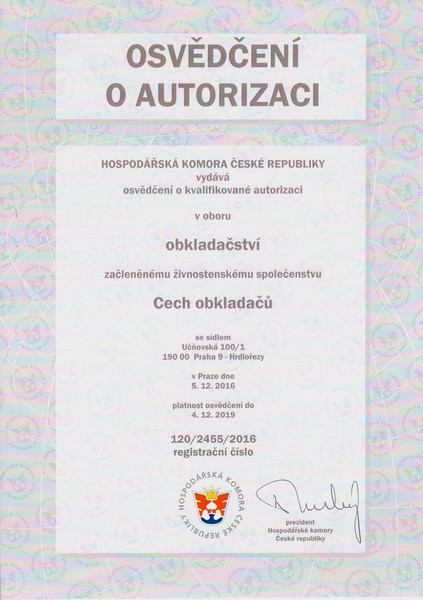 OSVĚDČENÍ
O AUTORIZACI
HOSPODÁŘSKÁ KOMORA ČESKÉ REPUBLIKY
vydává
osvědčení o kvalifikované autorizaci
v oboru
obkladačství
začleněnému živnostenskému společenstvu
Cech obkladačů
se sídlem
Učňovská 100/1
190 00 Praha 9 - Hrdlořezy
v Praze dne
5. 12. 2016
platnost osvědčení do
4. 12. 2019
120/2455/2016
registrační číslo
HOSPODÁŘSKÁ KOMORA ČESKÉ REPUBLIKY
prezident
Hospodářské komory
České republiky